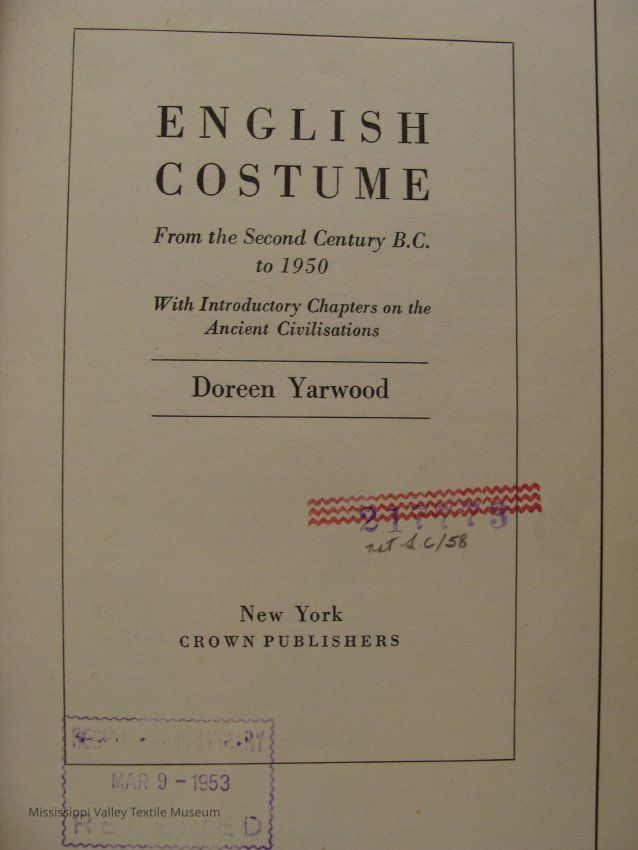 ENGLISH
COSTUME
From the Second Century B.C.
to 1950
With Introductory Chapters on the
Ancient Civilisations
Doreen Yarwood
New York
CROWN PUBLISHERS
MAR 9 - 1953
Mississippi Valley Textile Museum
RECEIVED